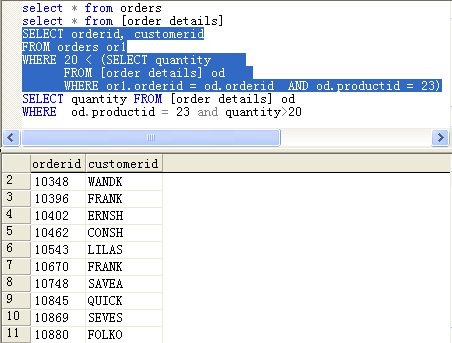 select * from orders
select * from [order details]
SELECT orderid, customerid
FROM orders or1
WHERE 20 < (SELECT quantity
FROM [order details] od
WHERE or1.orderid = od.orderid AND od.productid = 23)
SELECT quantity FROM [order details] od
WHERE od.productid = 23 and quantity>20
orderid customerid
2 10348 WANDK
3 10396 FRANK
4 10402 ERNSH
5 10462 CONSH
6 10543 LILAS
7 10670 FRANK
8 10748 SAVEA
9 10845 QUICK
10 10869 SEVES
11 10880 FOLKO